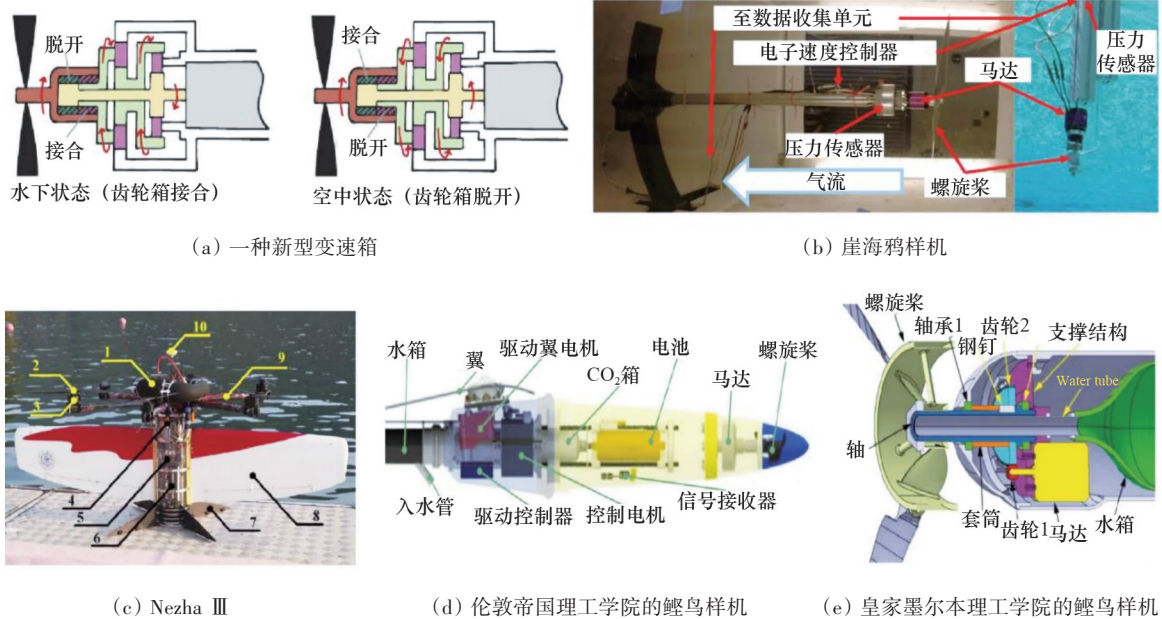 脱开
接合
接合
脱开
水下状态（齿轮箱接合）
空中状态（齿轮箱脱开）
(a) 一种新型变速箱
至数据收集单元
电子速度控制器
压力
传感器
马达
压力传感器
气流
螺旋桨
(b) 崖海鸦样机
10
1
2
3
9
4
5
6
7
8
(c) Nezha Ⅲ
水箱
翼
驱动翼电机
CO₂箱
电池
马达
螺旋桨
入水管
驱动控制器
控制电机
信号接收器
(d) 伦敦帝国理工学院的鲣鸟样机
螺旋桨
轴承1
钢钉
齿轮2
支撑结构
Water tube
轴
套筒
齿轮1
马达
水箱
(e) 皇家墨尔本理工学院的鲣鸟样机